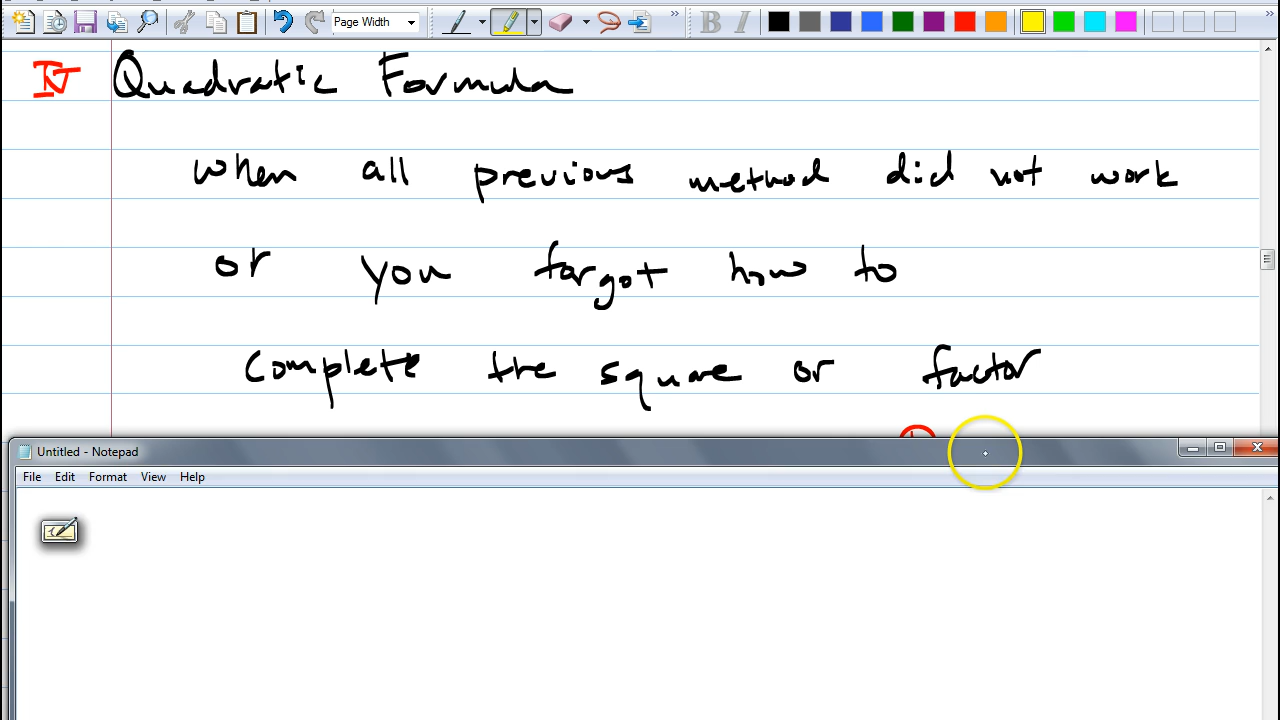 Page Width
B I
IV Quadratic Formula
when all previous method did not work
or you forgot how to
complete the square or factor
Untitled - Notepad
File Edit Format View Help